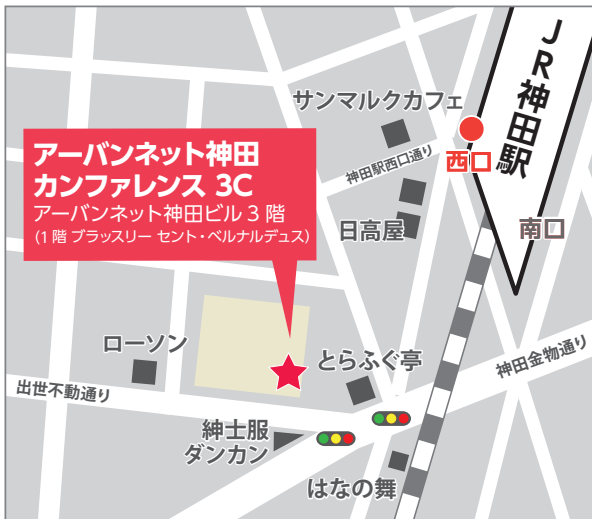 JR神田駅
サンマルクカフェ
西口
神田駅西口通り
アーバンネット神田
カンファレンス 3C
アーバンネット神田ビル 3 階
(1 階 ブラッスリー セント・ベルナルデュス)
日高屋
南口
ローソン
とらふぐ亭
神田金物通り
出世不動通り
紳士服
ダンカン
はなの舞